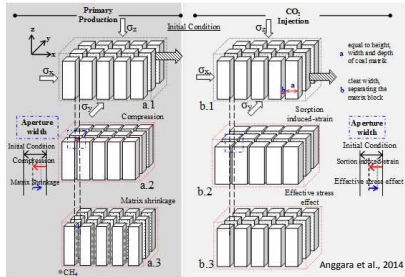 Primary
Production
CO₂
Injection
Initial Condition
z
y
x
σz
σx
σy
a.1
σz
σx
σy
b.1
b
a
a equal to height, width and depth of coal matrik
b clear width, separating the matrix block
Compression
Aperture
width
Initial Condition
Compression
Matrix Shrinkage
a.2
Sorption
induced-strain
b.2
Aperture
width
Initial Condition
Sortion induced-strain
Effective stress effect
Matrix shrinkage
a.3
CH₄
Effective stress
effect
b.3
Anggara et al., 2014